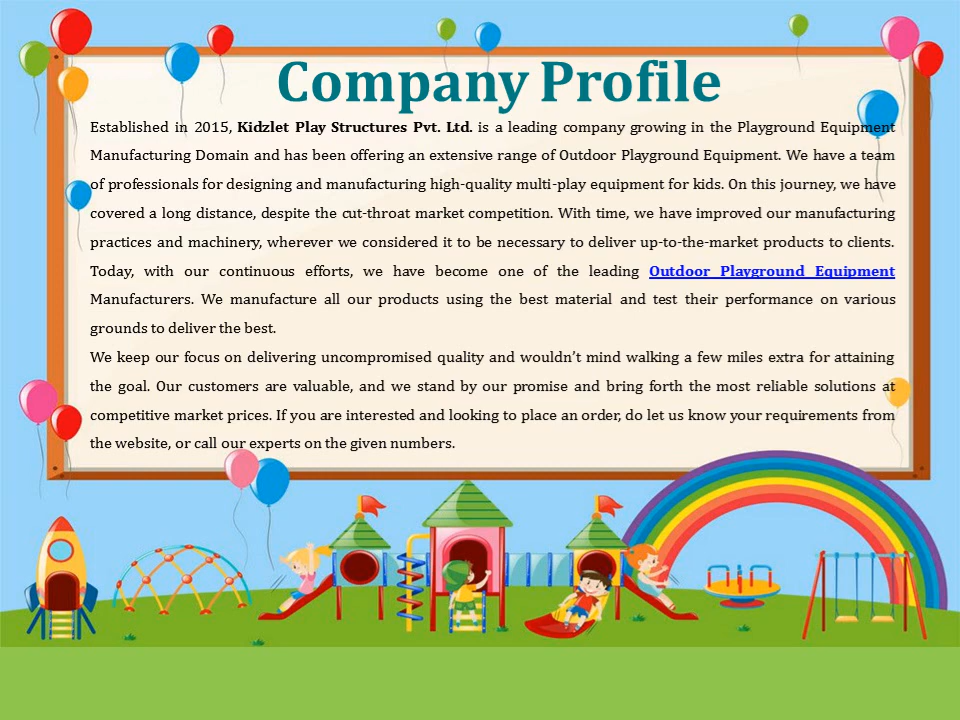 Company Profile
Established in 2015, Kidzlet Play Structures Pvt. Ltd. is a leading company growing in the Playground Equipment
Manufacturing Domain and has been offering an extensive range of Outdoor Playground Equipment. We have a team
of professionals for designing and manufacturing high-quality multi-play equipment for kids. On this journey, we have
covered a long distance, despite the cut-throat market competition. With time, we have improved our manufacturing
practices and machinery, wherever we considered it to be necessary to deliver up-to-the-market products to clients.
Today, with our continuous efforts, we have become one of the leading Outdoor Playground Equipment
Manufacturers. We manufacture all our products using the best material and test their performance on various
grounds to deliver the best.
We keep our focus on delivering uncompromised quality and wouldn’t mind walking a few miles extra for attaining
the goal. Our customers are valuable, and we stand by our promise and bring forth the most reliable solutions at
competitive market prices. If you are interested and looking to place an order, do let us know your requirements from
the website, or call our experts on the given numbers.